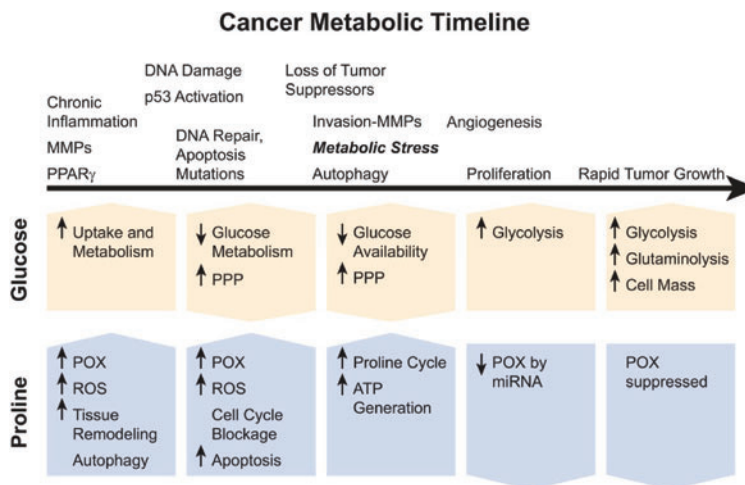 Cancer Metabolic Timeline
DNA Damage
p53 Activation
Loss of Tumor
Suppressors
Chronic
Inflammation
MMPs
PPARγ
DNA Repair,
Apoptosis
Mutations
Invasion-MMPs
Metabolic Stress
Autophagy
Angiogenesis
Proliferation
Rapid Tumor Growth
Glucose
↑ Uptake and
Metabolism
↓ Glucose
Metabolism
↑ PPP
↓ Glucose
Availability
↑ PPP
↑ Glycolysis
↑ Glycolysis
↑ Glutaminolysis
↑ Cell Mass
Proline
↑ POX
↑ ROS
↑ Tissue
Remodeling
Autophagy
↑ POX
↑ ROS
Cell Cycle
Blockage
↑ Apoptosis
↑ Proline Cycle
↑ ATP
Generation
↓ POX by
miRNA
POX
suppressed